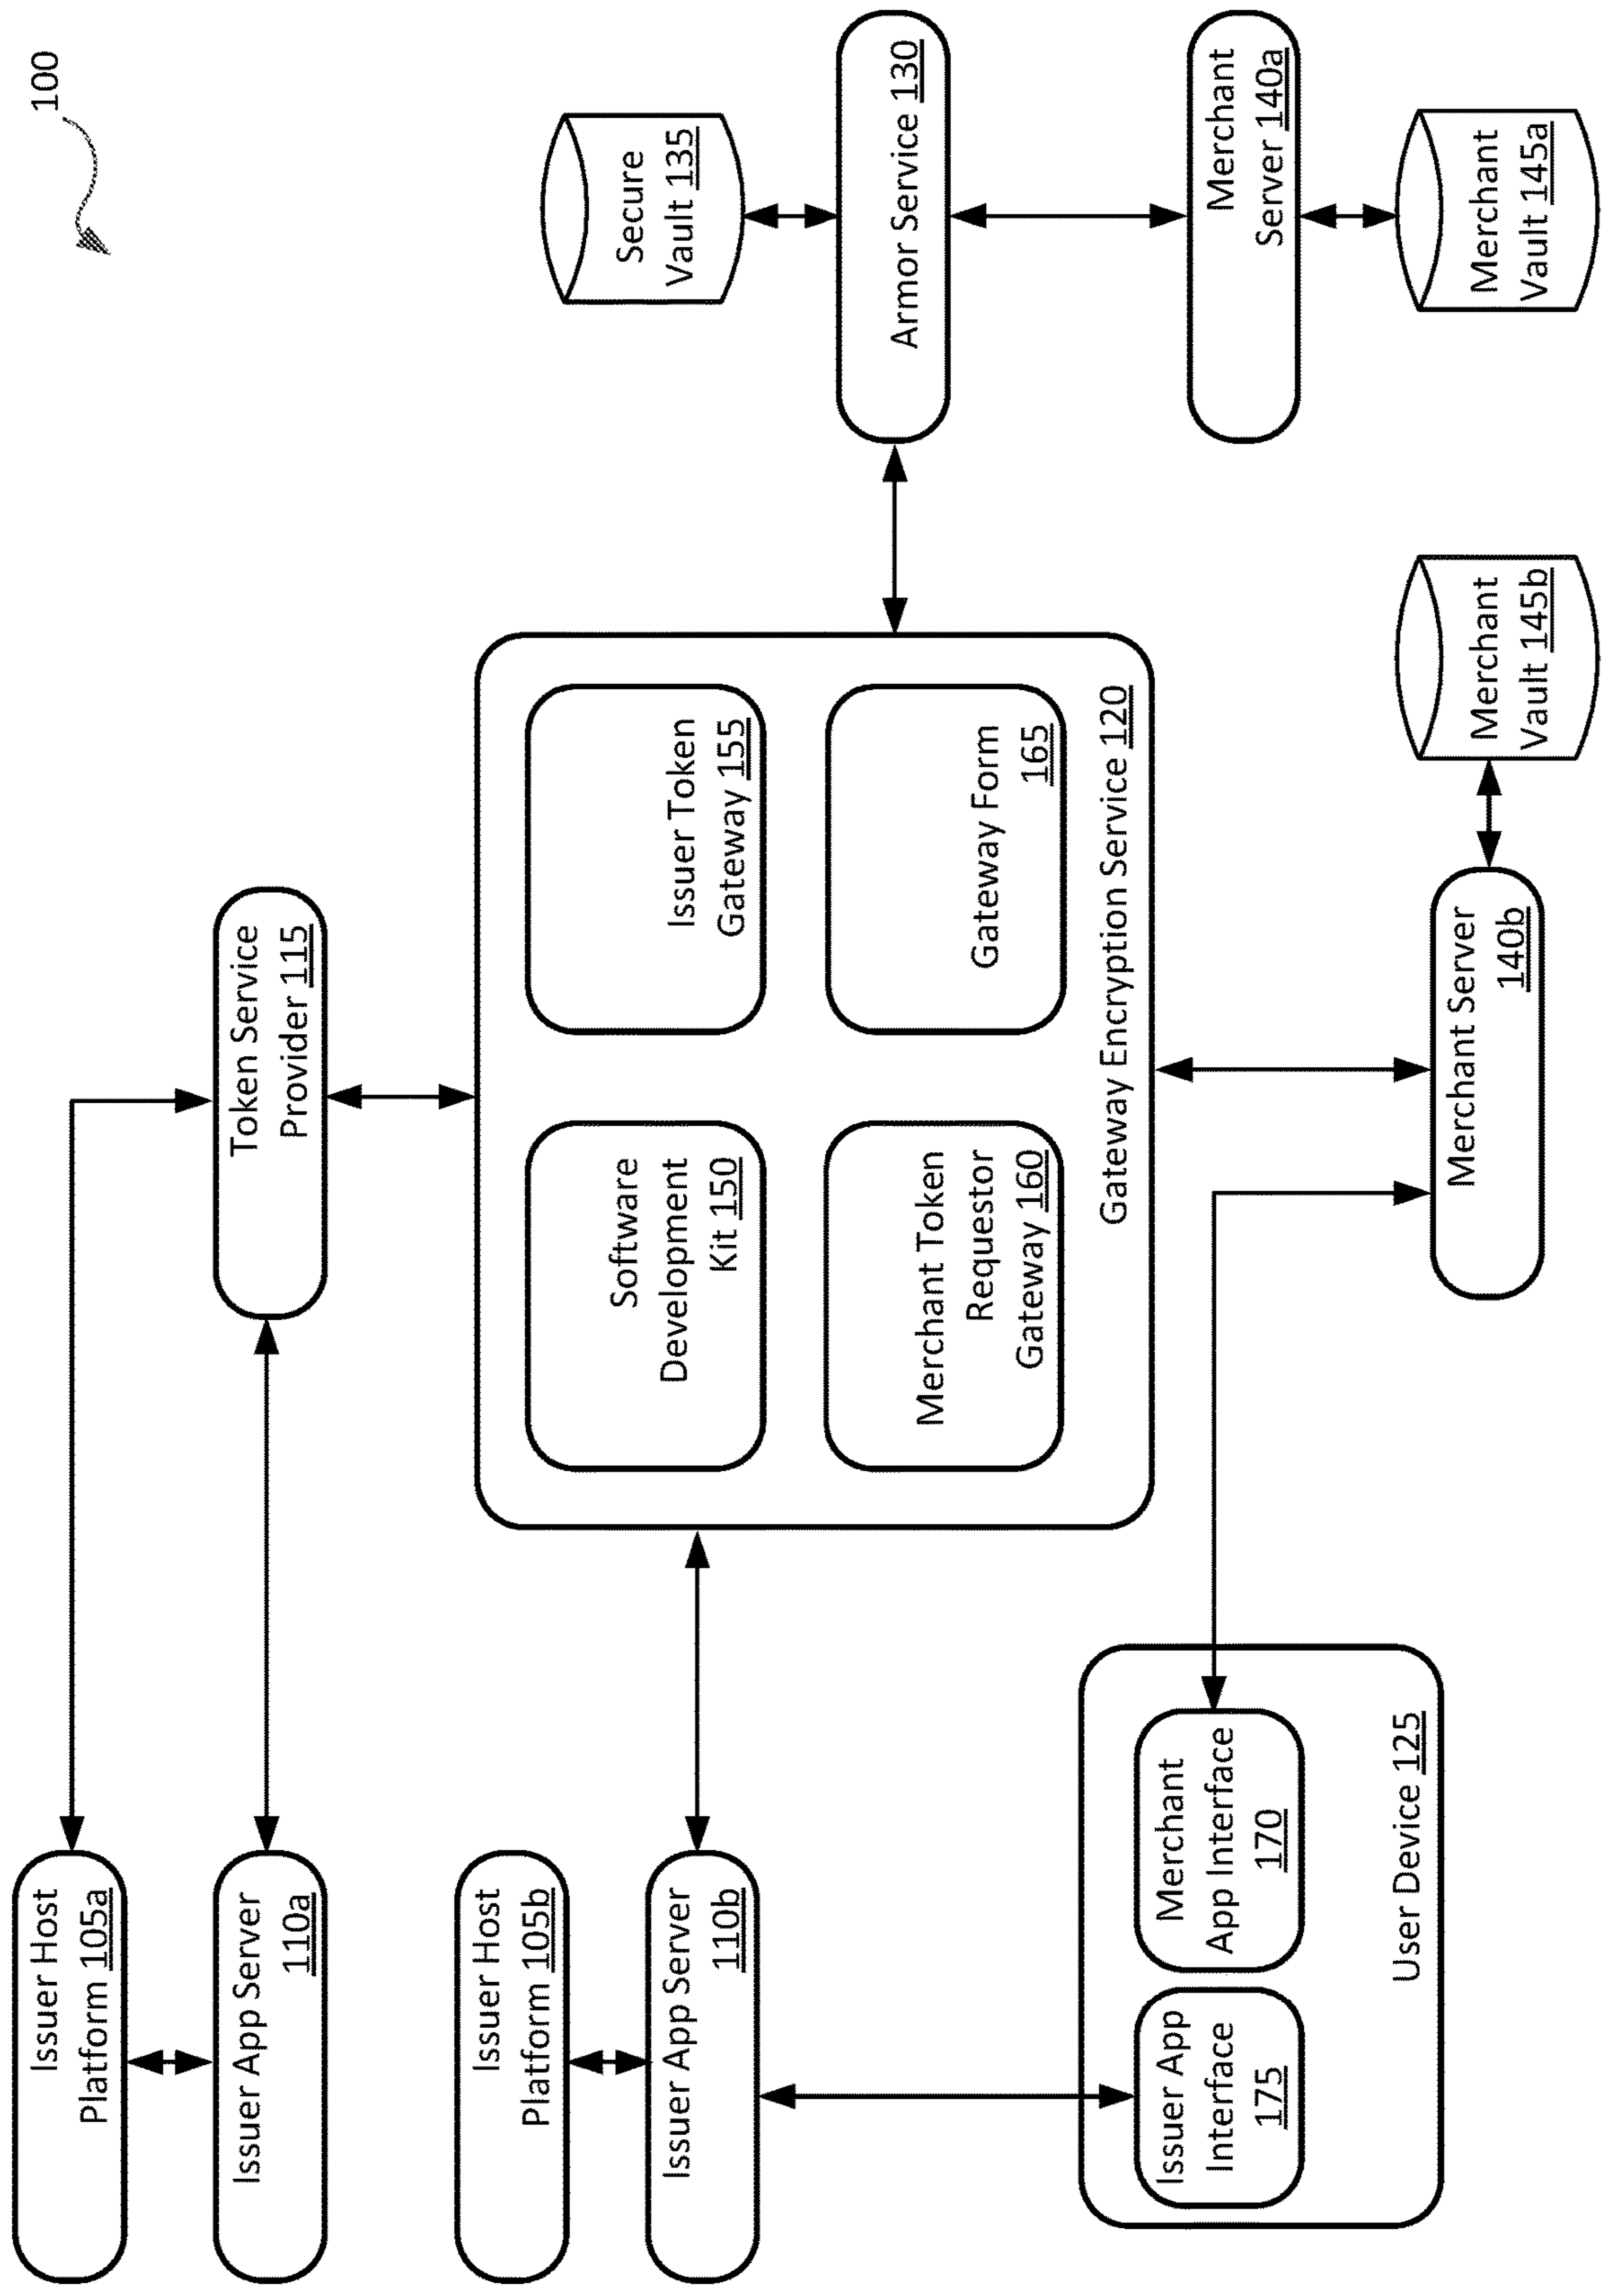 100
Issuer Host
Platform 105a
Issuer App Server
110a
Token Service
Provider 115
Secure
Vault 135
Issuer Host
Platform 105b
Issuer App Server
110b
Software
Development
Kit 150
Issuer Token
Gateway 155
Merchant Token
Requestor
Gateway 160
Gateway Form
165
Gateway Encryption Service 120
Armor Service 130
Merchant
Server 140a
Issuer App
Interface
175
Merchant
App Interface
170
User Device 125
Merchant Server
140b
Merchant
Vault 145b
Merchant
Vault 145a